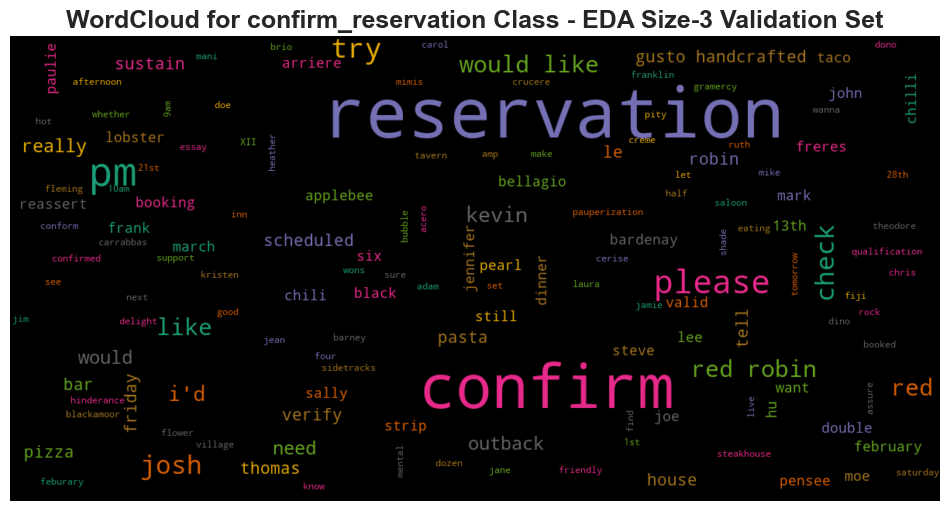 WordCloud for confirm_reservation Class - EDA Size-3 Validation Set
paulie
sustain
mani
brio
arriere
try
carol
would like
mimis
crucere
gusto handcrafted
taco
dono
franklin
gramercy
afternoon
whether
9am
doe
john
chilli
hot
essay
XII
heather
pity
wanna
creme
ruth
really
lobster
pm
21st
tavern
amp
make
le
robin
let
mike
freres
fleming
10am
bellagio
half
mark
28th
reassert
booking
applebee
inn
saloon
conform
frank
carrabbas
bubble
acero
kevin
pauperization
eating
13th
theodore
reservation
march
scheduled
jennifer
bardenay
shade
check
qualification
confirmed
support
six
cerise
tomorrow
see
kristen
wons
sure
pearl
dinner
please
chris
next
chili
black
adam
set
laura
fiji
jim
delight
good
still
jamie
valid
rock
like
jean
barney
pasta
lee
tell
dino
booked
would
four
sidetracks
steve
red robin
bar
friday
i'd
sally
confirm
want
live
assure
red
hinderance
blackamoor
verify
strip
joe
hu
double
flower
village
need
mental
outback
find
1st
february
pizza
josh
thomas
dozen
jane
friendly
steakhouse
house
pensee
moe
saturday
feburary
know